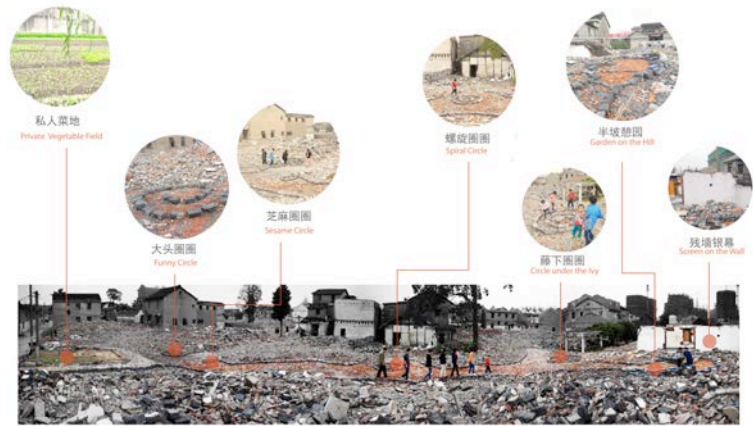 私人菜地
Private Vegetable Field
大头圈圈
Funny Circle
芝麻圈圈
Sesame Circle
螺旋圈圈
Spiral Circle
藤下圈圈
Circle under the Ivy
半坡憩园
Garden on the Hill
残墙银幕
Screen on the Wall